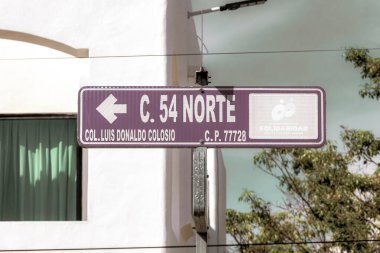 C. 54 NORTE
COL. LUIS DONALDO COLOSIO C.P. 77728
SOLIDARIDAD